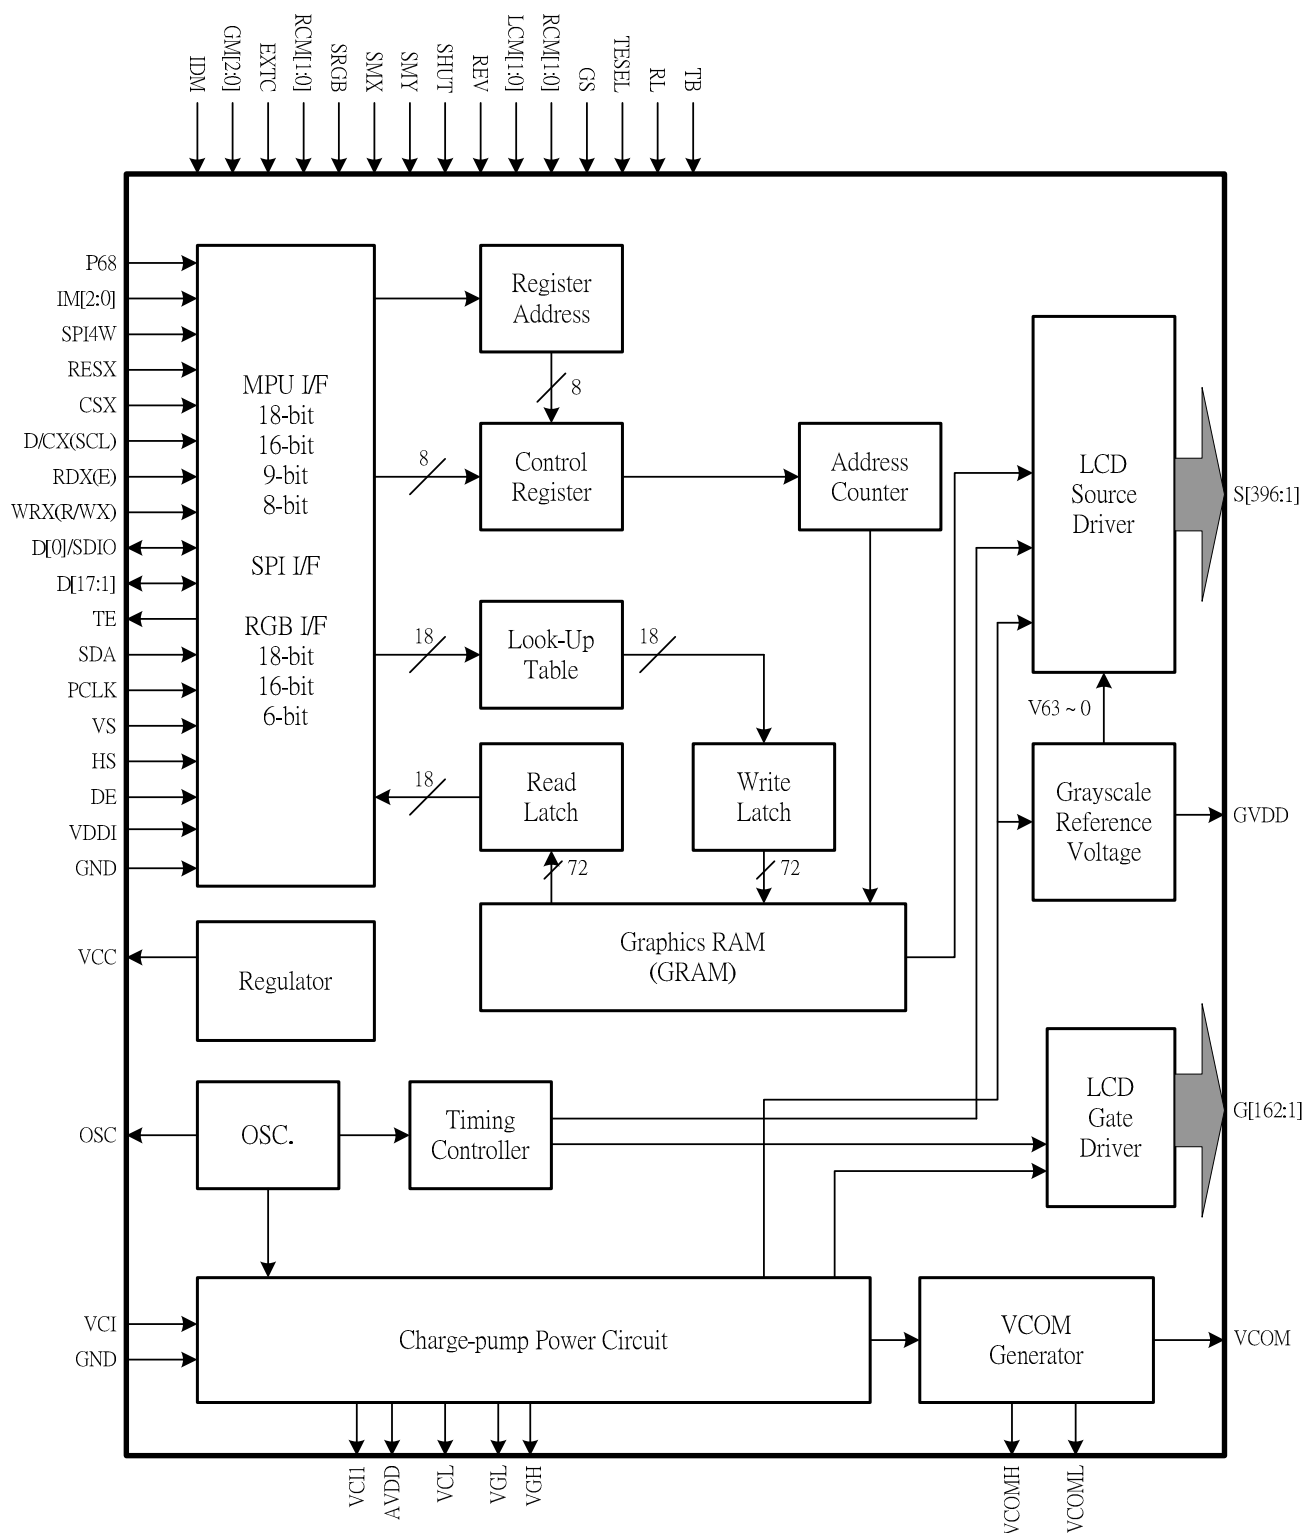 IDM
GM[2:0]
EXTC
RCM[1:0]
SRGB
SMX
SMY
SHUT
REV
LCM[1:0]
RCM[1:0]
GS
TESEL
RL
TB
P68
IM[2:0]
SPI4W
RESX
CSX
D/CX(SCL)
RDX(E)
WRX(R/WX)
D[0]/SDIO
D[17:1]
TE
SDA
PCLK
VS
HS
DE
VDDI
GND
MPU I/F
18-bit
16-bit
9-bit
8-bit
SPI I/F
RGB I/F
18-bit
16-bit
6-bit
Register
Address
8
8
Control
Register
Address
Counter
LCD
Source
Driver
S[396:1]
18
Look-Up
Table
18
V63 ~ 0
18
Read
Latch
Write
Latch
Grayscale
Reference
Voltage
GVDD
72
72
Graphics RAM
(GRAM)
VCC
Regulator
OSC
OSC.
Timing
Controller
LCD
Gate
Driver
G[162:1]
VCI
GND
Charge-pump Power Circuit
VCOM
Generator
VCOM
VCI1
AVDD
VCL
VGL
VGH
VCOMH
VCOML